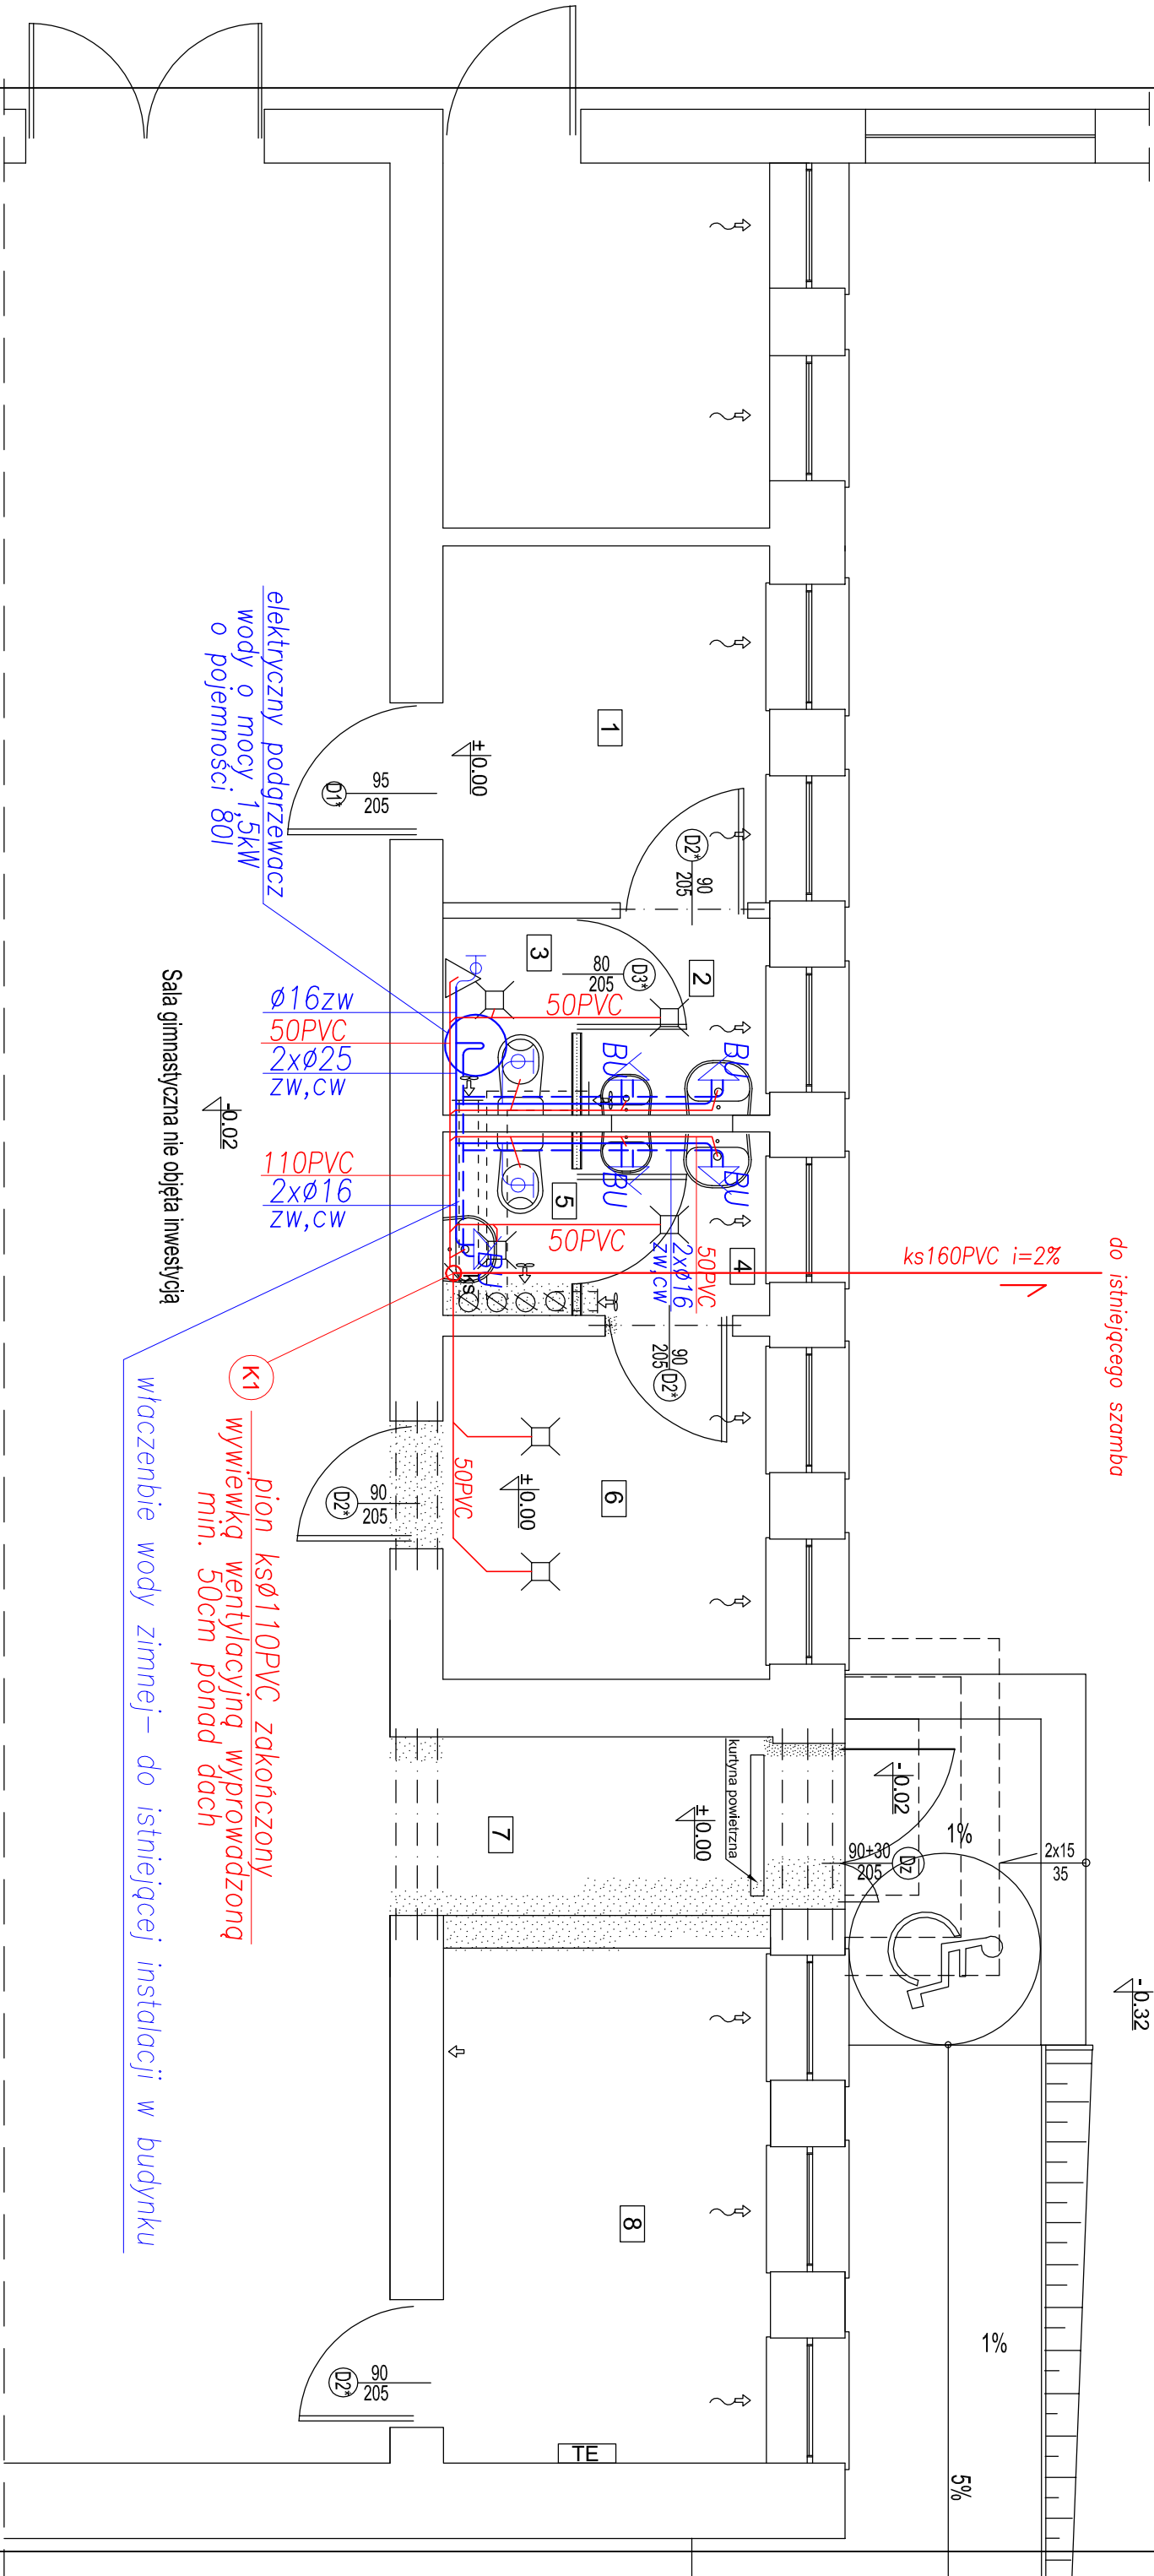 do istniejącego szamba
ks160PVC i=2%
-0.32
1%
2x15
35
-0.02
90+30
205
Dz
1%
5%
kurtyna powietrzna
±0.00
7
8
TE
D2*
90
205
1
±0.00
D1*
95
205
D2*
90
205
2
3
D3*
80
205
50PVC
BU
BU
BU
BU
4
5
50PVC
50PVC
2xø16
zw,cw
BU
ks
D2*
90
205
6
±0.00
50PVC
D2*
90
205
elektryczny podgrzewacz
wody o mocy 1,5kW
o pojemności 80l
ø16zw
50PVC
2xø25
zw,cw
110PVC
2xø16
zw,cw
Sala gimnastyczna nie objęta inwestycją
-0.02
K1
pion ksø110PVC zakończony
wywiewką wentylacyjną wyprowadzoną
min. 50cm ponad dach
właczenbie wody zimnej- do istniejącej instalacji w budynku